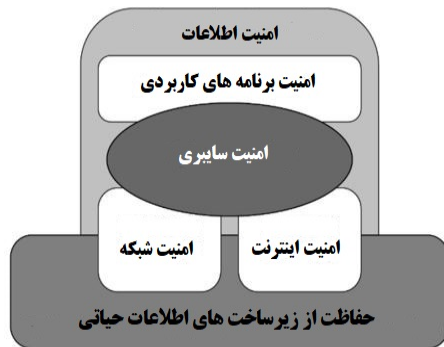 امنیت اطلاعات
امنیت برنامه های کاربردی
امنیت سایبری
امنیت اینترنت
امنیت شبکه
حفاظت از زیرساخت های اطلاعات حیاتی